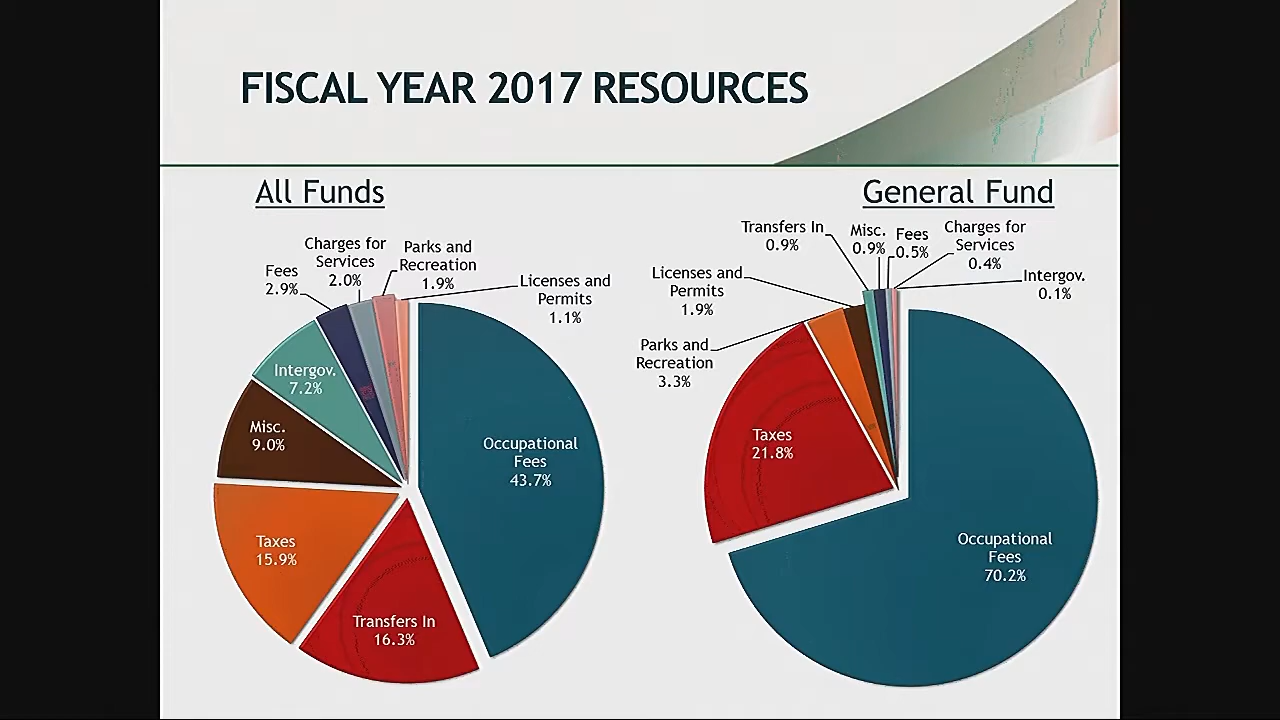 FISCAL YEAR 2017 RESOURCES
All Funds
Charges for
Services
2.0%
Parks and
Recreation
1.9%
Fees
2.9%
Licenses and
Permits
1.1%
Intergov.
7.2%
Misc.
9.0%
Occupational
Fees
43.7%
Taxes
15.9%
Transfers In
16.3%
General Fund
Transfers In
0.9%
Misc.
0.9%
Fees
0.5%
Charges for
Services
0.4%
Licenses and
Permits
1.9%
Intergov.
0.1%
Parks and
Recreation
3.3%
Taxes
21.8%
Occupational
Fees
70.2%